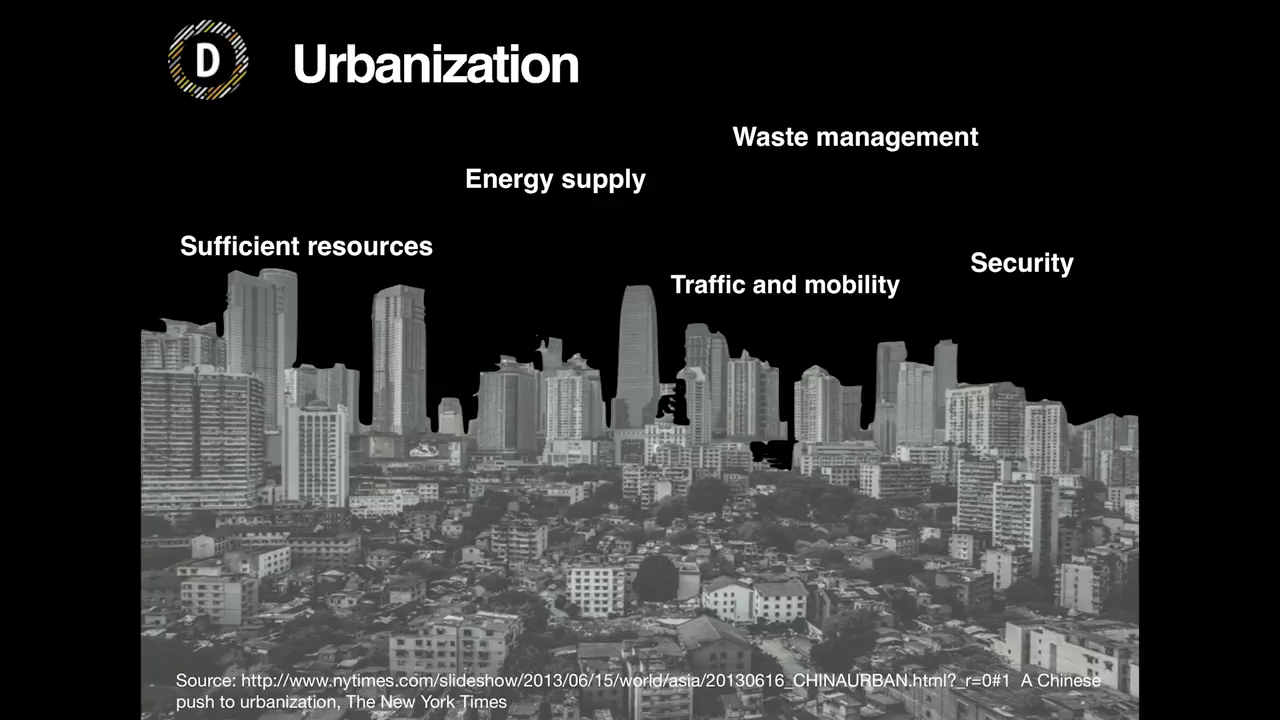 D
Urbanization
Waste management
Energy supply
Sufficient resources
Security
Traffic and mobility
Source: http://www.nytimes.com/slideshow/2013/06/15/world/asia/20130616_CHINAURBAN.html?_r=0#1 A Chinese
push to urbanization, The New York Times